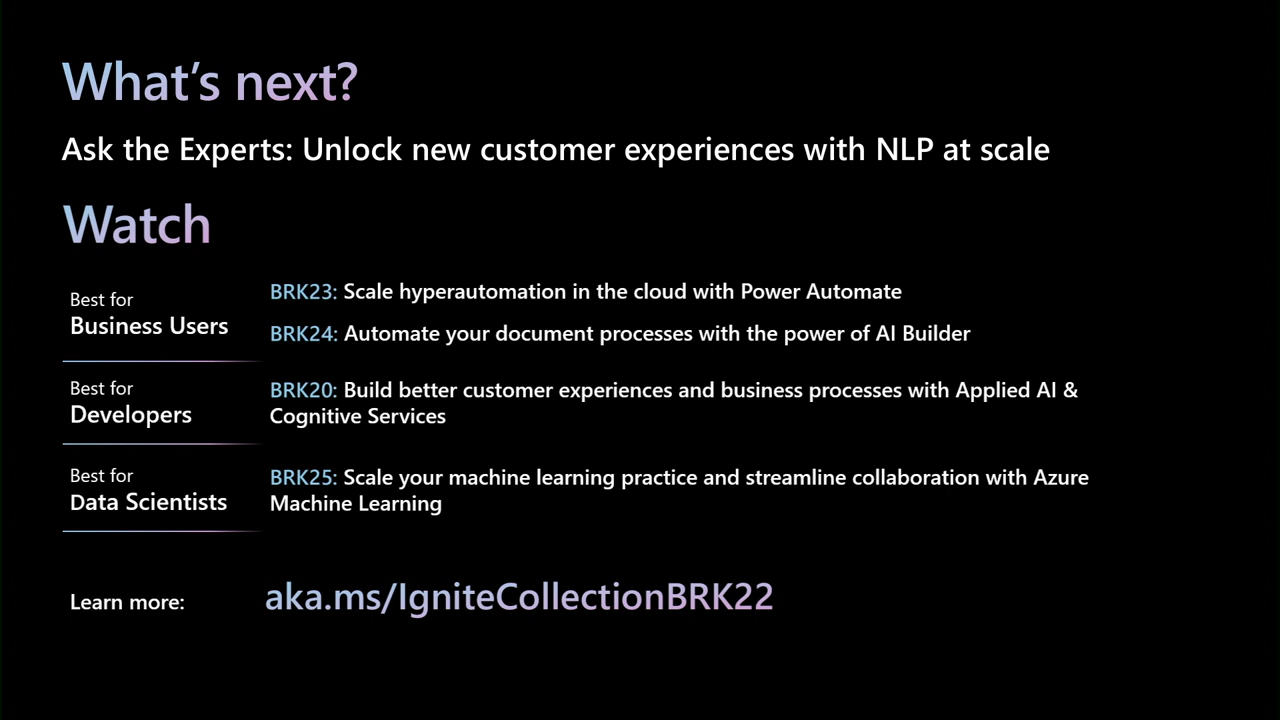 What’s next?
Ask the Experts: Unlock new customer experiences with NLP at scale
Watch
Best for
Business Users
BRK23: Scale hyperautomation in the cloud with Power Automate
BRK24: Automate your document processes with the power of AI Builder
Best for
Developers
BRK20: Build better customer experiences and business processes with Applied AI &
Cognitive Services
Best for
Data Scientists
BRK25: Scale your machine learning practice and streamline collaboration with Azure
Machine Learning
Learn more:
aka.ms/IgniteCollectionBRK22